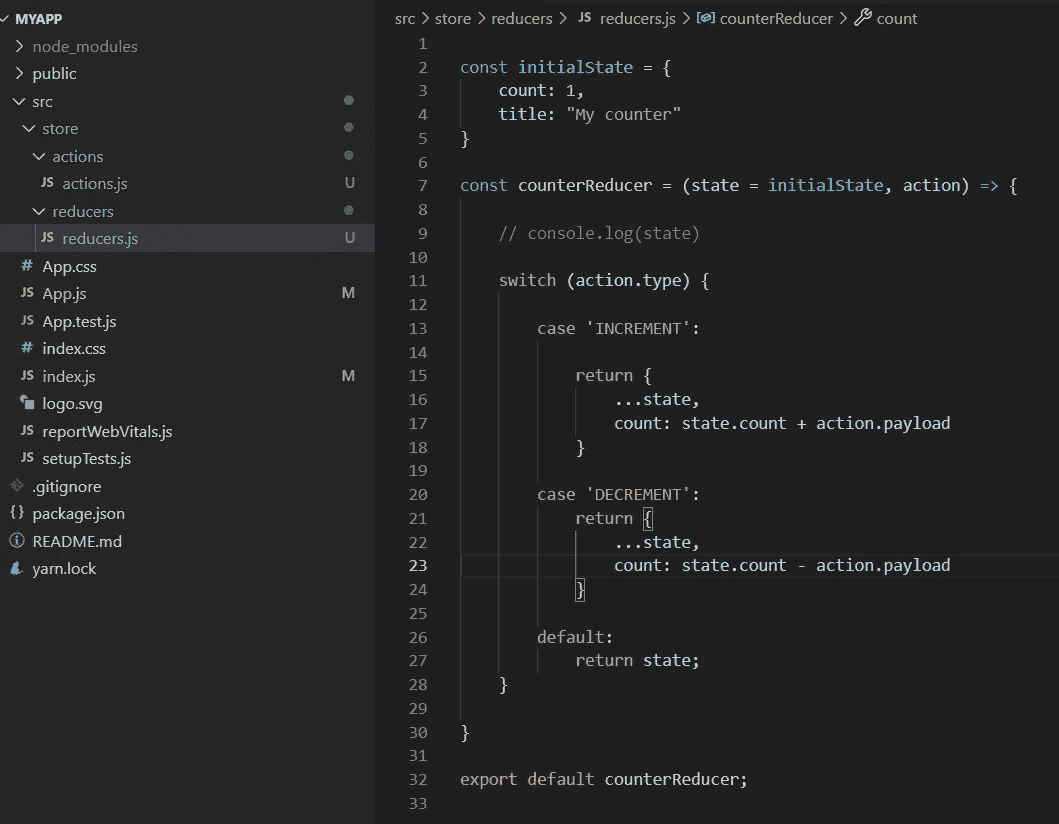 MYAPP
node_modules
public
src
store
actions
JS actions.js U
reducers
JS reducers.js U
# App.css
JS App.js M
JS App.test.js
# index.css
JS index.js M
logo.svg
JS reportWebVitals.js
JS setupTests.js
.gitignore
{} package.json
README.md
yarn.lock
src > store > reducers > JS reducers.js > counterReducer > count
1
2 const initialState = {
3 count: 1,
4 title: "My counter"
5 }
6
7 const counterReducer = (state = initialState, action) => {
8
9 // console.log(state)
10
11 switch (action.type) {
12
13 case 'INCREMENT':
14
15 return {
16 ...state,
17 count: state.count + action.payload
18 }
19
20 case 'DECREMENT':
21 return {
22 ...state,
23 count: state.count - action.payload
24 }
25
26 default:
27 return state;
28 }
29
30 }
31
32 export default counterReducer;
33